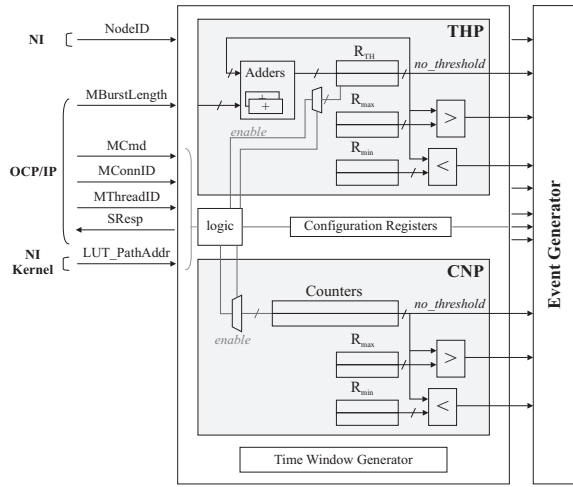 THP
NI
NodeID
R_TH
no_threshold
Adders
+
+
MBurstLength
R_max
>
enable
OCP/IP
MCmd
R_min
<
MConnID
MThreadID
SResp
logic
Configuration Registers
Event Generator
NI
Kernel
LUT_PathAddr
CNP
Counters
no_threshold
enable
R_max
>
R_min
<
Time Window Generator